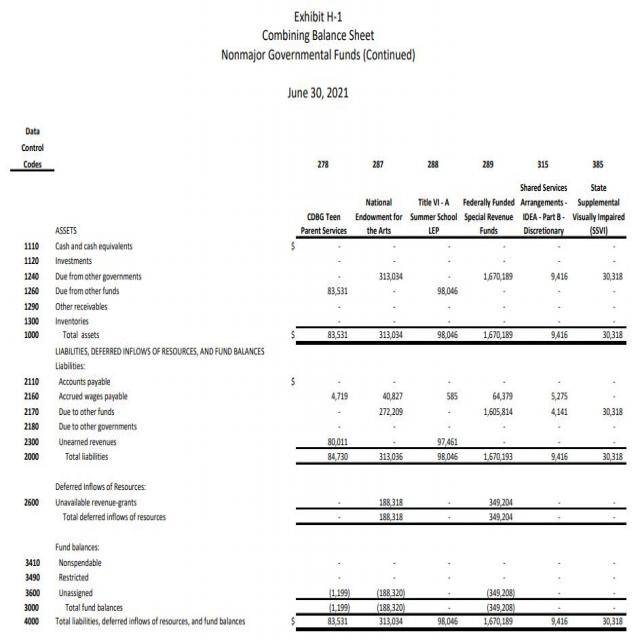 Exhibit H-1
Combining Balance Sheet
Nonmajor Governmental Funds (Continued)
June 30, 2021
Data
Control
Codes 278 287 288 289 315 385
Shared Services State
National Title VI - A Federally Funded Arrangements - Supplemental
CDBG Teen Endowment for Summer School Special Revenue IDEA - Part B - Visually Impaired
ASSETS Parent Services the Arts LEP Funds Discretionary (SSVI)
1110 Cash and cash equivalents $ - - - - - -
1120 Investments - - - - - -
1240 Due from other governments - 313,034 - 1,670,189 9,416 30,318
1260 Due from other funds 83,531 - 98,046 - - -
1290 Other receivables - - - - - -
1300 Inventories - - - - - -
1000 Total assets $ 83,531 313,034 98,046 1,670,189 9,416 30,318
LIABILITIES, DEFERRED INFLOWS OF RESOURCES, AND FUND BALANCES
Liabilities:
2110 Accounts payable $ - - - - - -
2160 Accrued wages payable 4,719 40,827 585 64,379 5,275 -
2170 Due to other funds - 272,209 - 1,605,814 4,141 30,318
2180 Due to other governments - - - - - -
2300 Unearned revenues 80,011 - 97,461 - - -
2000 Total liabilities 84,730 313,036 98,046 1,670,193 9,416 30,318
Deferred Inflows of Resources:
2600 Unavailable revenue-grants - 188,318 - 349,204 - -
Total deferred inflows of resources - 188,318 - 349,204 - -
Fund balances:
3410 Nonspendable - - - - - -
3490 Restricted - - - - - -
3600 Unassigned (1,199) (188,320) - (349,208) - -
3000 Total fund balances (1,199) (188,320) - (349,208) - -
4000 Total liabilities, deferred inflows of resources, and fund balances $ 83,531 313,034 98,046 1,670,189 9,416 30,318